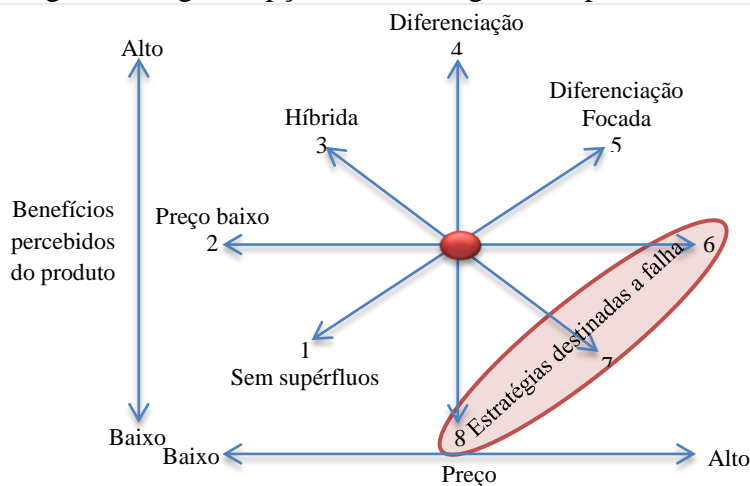 Diferenciação
4
Alto
Diferenciação
Focada
5
Híbrida
3
Benefícios
percebidos
do produto
Preço baixo
2
6
Estratégias destinadas a falha
7
1
Sem supérfluos
8
Baixo
Baixo
Alto
Preço